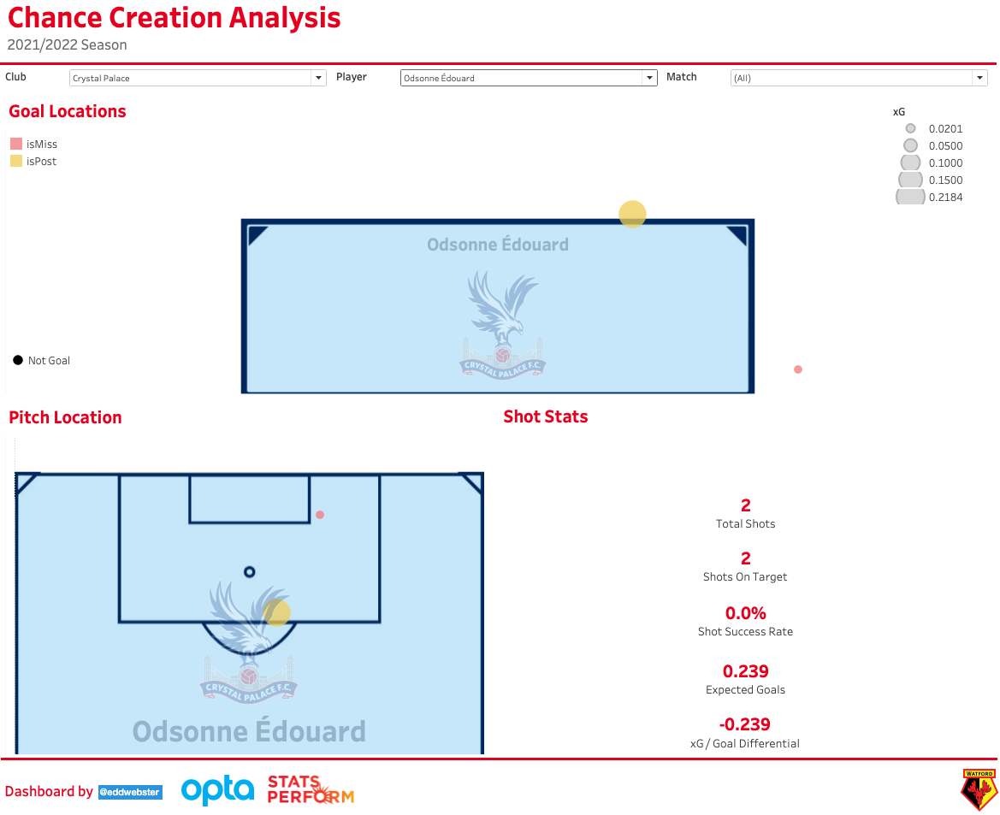 Chance Creation Analysis
2021/2022 Season
Club
Crystal Palace
Player
Odsonne Édouard
Match
(All)
Goal Locations
isMiss
isPost
xG
0.0201
0.0500
0.1000
0.1500
0.2184
Odsonne Édouard
CRYSTAL PALACE F.C.
Not Goal
Pitch Location
Shot Stats
CRYSTAL PALACE F.C.
Odsonne Édouard
2
Total Shots
2
Shots On Target
0.0%
Shot Success Rate
0.239
Expected Goals
-0.239
xG / Goal Differential
Dashboard by @eddwebster
opta
STATS
PERFORM
WATFORD